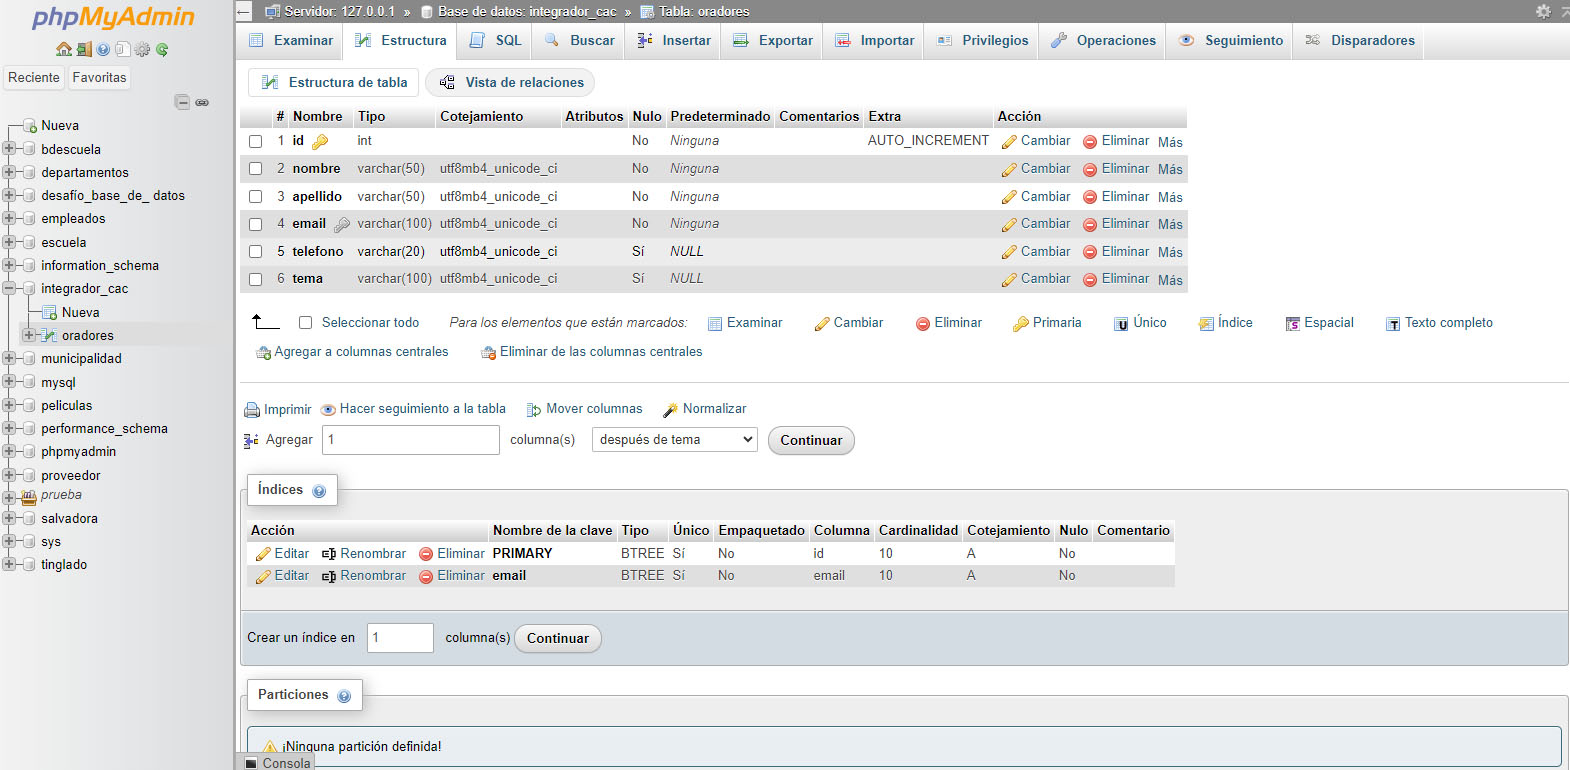 phpMyAdmin
Reciente Favoritas
Nueva
bdescuela
departamentos
desafío_base_de_ datos
empleados
escuela
information_schema
integrador_cac
Nueva
oradores
municipalidad
mysql
peliculas
performance_schema
phpmyadmin
proveedor
prueba
salvadora
sys
tinglado
Servidor: 127.0.0.1 » Base de datos: integrador_cac » Tabla: oradores
Examinar Estructura SQL Buscar Insertar Exportar Importar Privilegios Operaciones Seguimiento Disparadores
Estructura de tabla Vista de relaciones
# Nombre Tipo Cotejamiento Atributos Nulo Predeterminado Comentarios Extra Acción
1 id int No Ninguna AUTO_INCREMENT Cambiar Eliminar Más
2 nombre varchar(50) utf8mb4_unicode_ci No Ninguna Cambiar Eliminar Más
3 apellido varchar(50) utf8mb4_unicode_ci No Ninguna Cambiar Eliminar Más
4 email varchar(100) utf8mb4_unicode_ci No Ninguna Cambiar Eliminar Más
5 telefono varchar(20) utf8mb4_unicode_ci Sí NULL Cambiar Eliminar Más
6 tema varchar(100) utf8mb4_unicode_ci Sí NULL Cambiar Eliminar Más
Seleccionar todo Para los elementos que están marcados: Examinar Cambiar Eliminar Primaria Único Índice Espacial Texto completo
Agregar a columnas centrales Eliminar de las columnas centrales
Imprimir Hacer seguimiento a la tabla Mover columnas Normalizar
Agregar 1 columna(s) después de tema Continuar
Índices
Acción Nombre de la clave Tipo Único Empaquetado Columna Cardinalidad Cotejamiento Nulo Comentario
Editar Renombrar Eliminar PRIMARY BTREE Sí No id 10 A No
Editar Renombrar Eliminar email BTREE Sí No email 10 A No
Crear un índice en 1 columna(s) Continuar
Particiones
¡Ninguna partición definida!
Consola